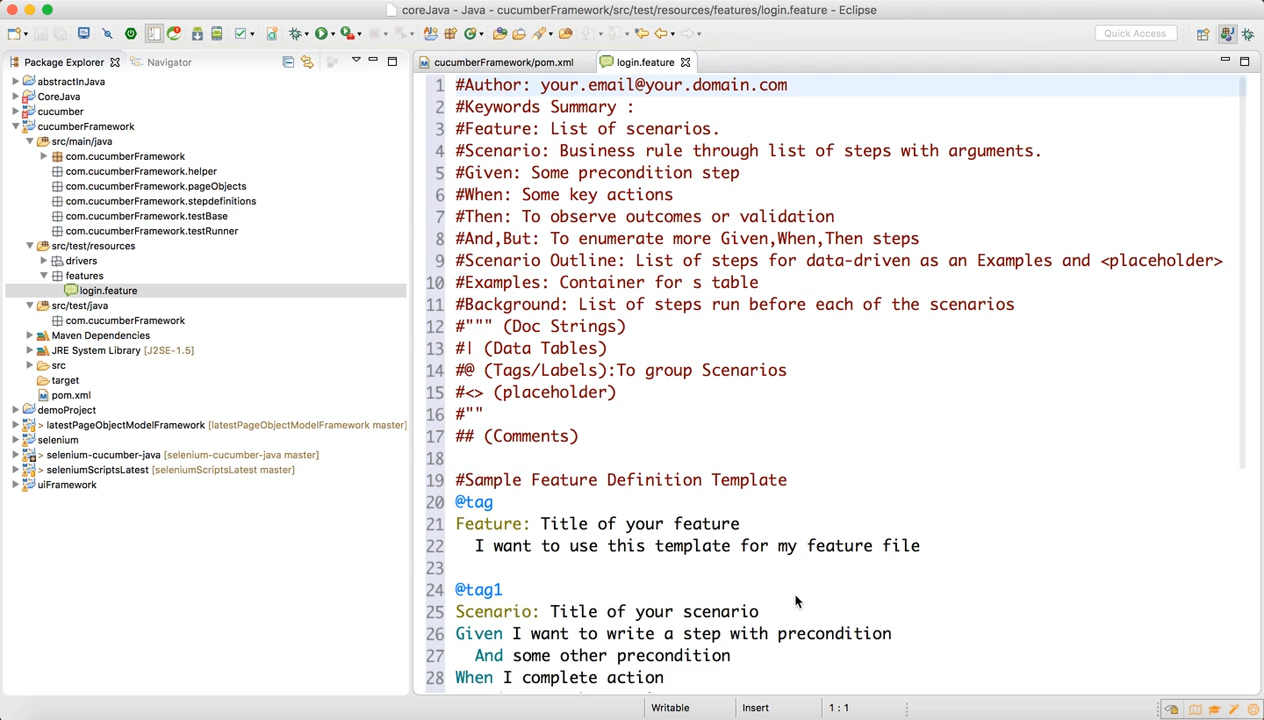 coreJava - Java - cucumberFramework/src/test/resources/features/login.feature - Eclipse
Quick Access
Package Explorer
Navigator
abstractInJava
CoreJava
cucumber
cucumberFramework
src/main/java
com.cucumberFramework
com.cucumberFramework.helper
com.cucumberFramework.pageObjects
com.cucumberFramework.stepdefinitions
com.cucumberFramework.testBase
com.cucumberFramework.testRunner
src/test/resources
drivers
features
login.feature
src/test/java
com.cucumberFramework
Maven Dependencies
JRE System Library [J2SE-1.5]
src
target
pom.xml
demoProject
> latestPageObjectModelFramework [latestPageObjectModelFramework master]
selenium
> selenium-cucumber-java [selenium-cucumber-java master]
> seleniumScriptsLatest [seleniumScriptsLatest master]
uiFramework
cucumberFramework/pom.xml
login.feature
1 #Author: your.email@your.domain.com
2 #Keywords Summary :
3 #Feature: List of scenarios.
4 #Scenario: Business rule through list of steps with arguments.
5 #Given: Some precondition step
6 #When: Some key actions
7 #Then: To observe outcomes or validation
8 #And,But: To enumerate more Given,When,Then steps
9 #Scenario Outline: List of steps for data-driven as an Examples and <placeholder>
10 #Examples: Container for s table
11 #Background: List of steps run before each of the scenarios
12 #""" (Doc Strings)
13 #| (Data Tables)
14 #@ (Tags/Labels):To group Scenarios
15 #<> (placeholder)
16 #""
17 ## (Comments)
18
19 #Sample Feature Definition Template
20 @tag
21 Feature: Title of your feature
22 I want to use this template for my feature file
23
24 @tag1
25 Scenario: Title of your scenario
26 Given I want to write a step with precondition
27 And some other precondition
28 When I complete action
Writable
Insert
1 : 1